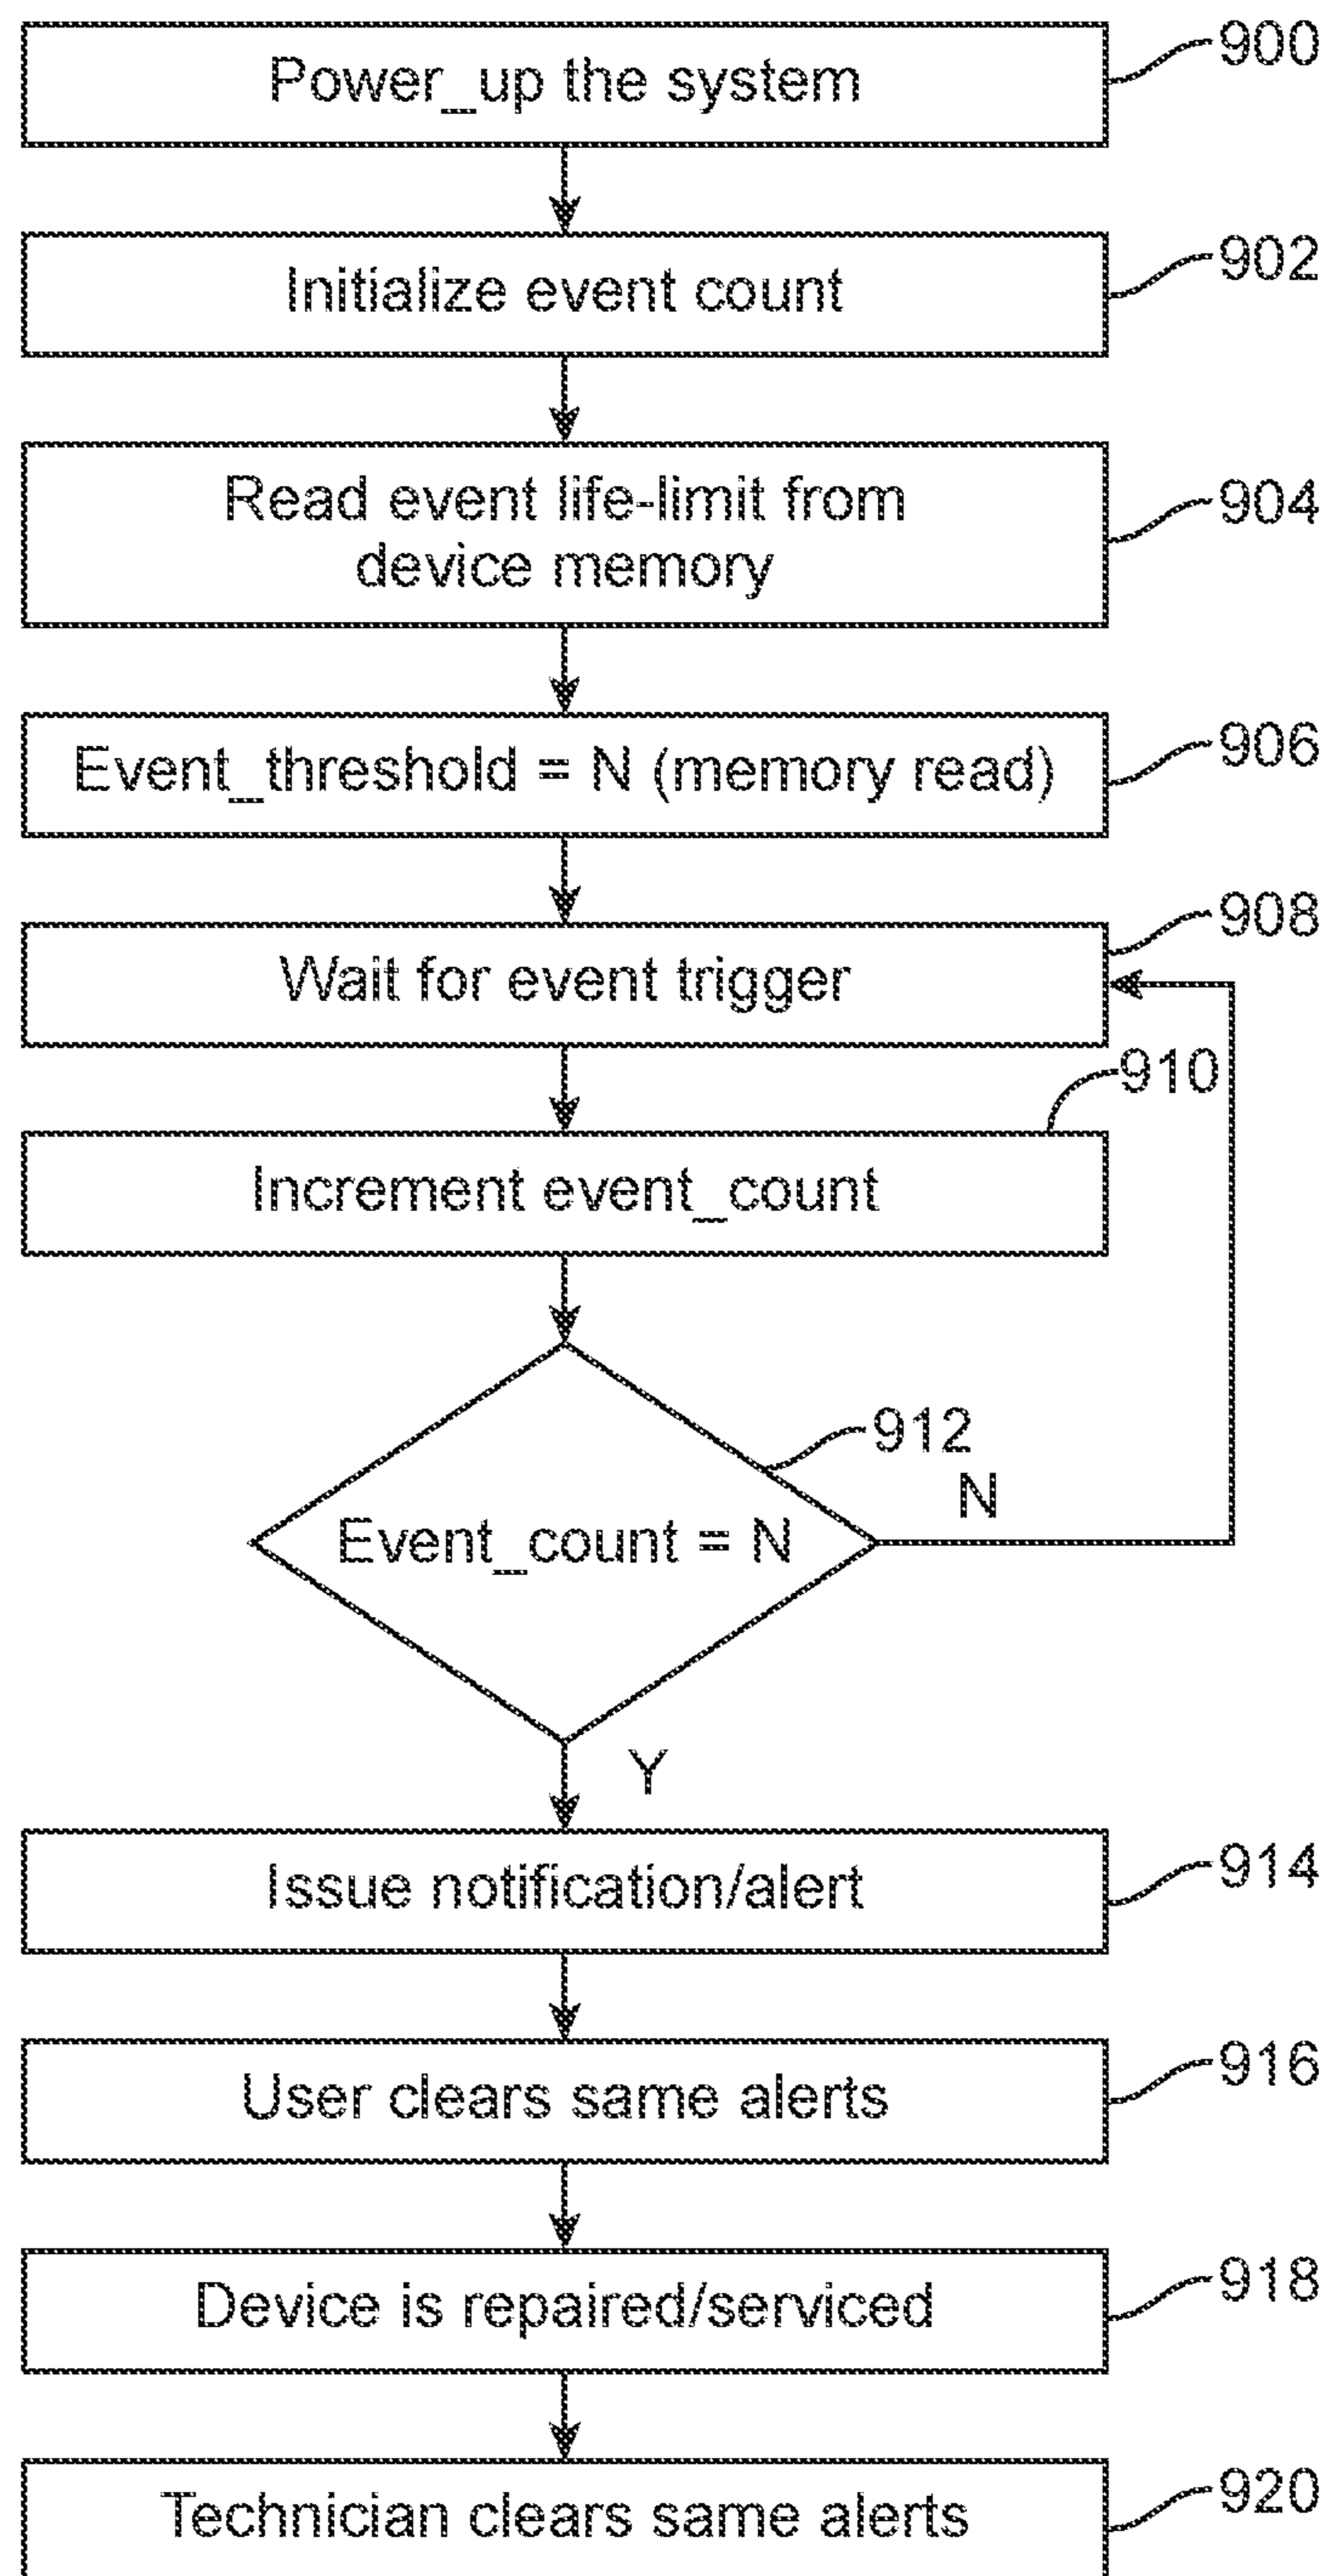 Power_up the system
900
Initialize event count
902
Read event life-limit from
device memory
904
Event_threshold = N (memory read)
906
Wait for event trigger
908
Increment event_count
910
Event_count = N
912
N
Y
Issue notification/alert
914
User clears same alerts
916
Device is repaired/serviced
918
Technician clears same alerts
920